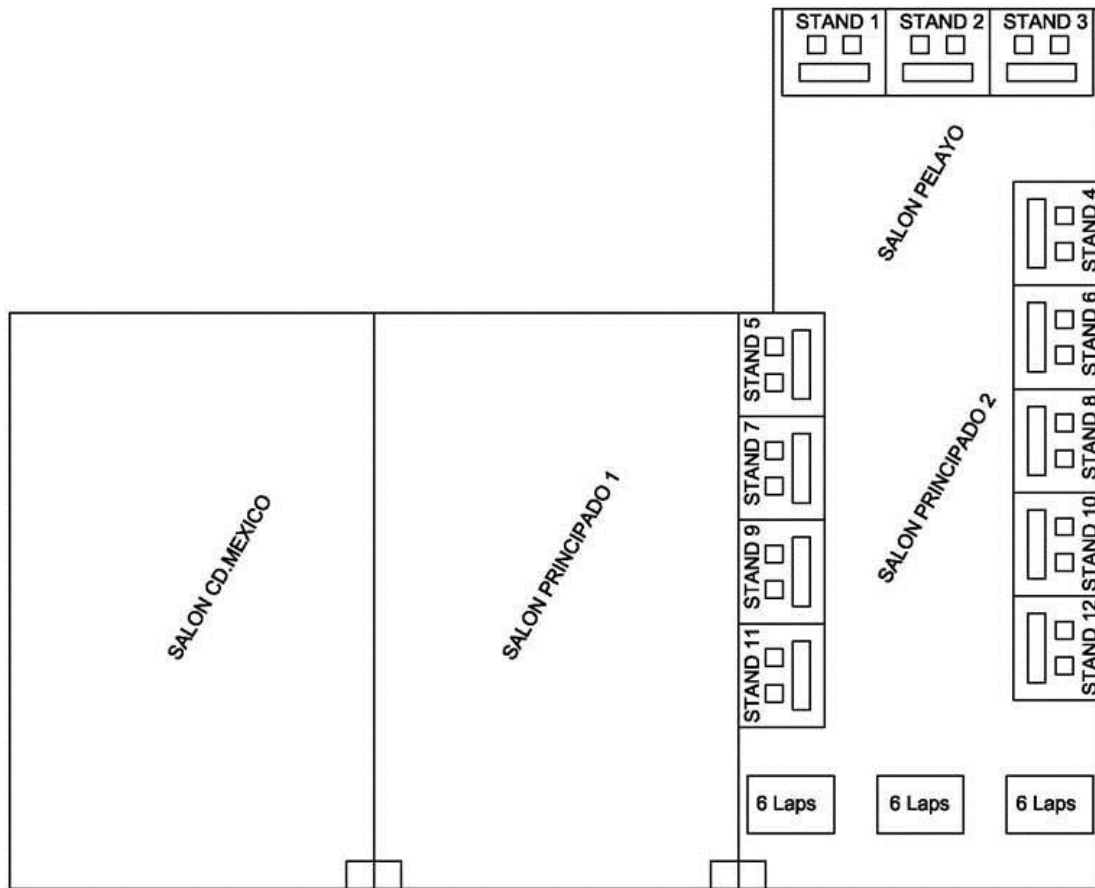 STAND 1
STAND 2
STAND 3
SALON PELAYO
STAND 4
STAND 6
STAND 5
STAND 8
STAND 7
SALON PRINCIPADO 2
SALON PRINCIPADO 1
SALON CD.MEXICO
STAND 10
STAND 9
STAND 12
STAND 11
6 Laps
6 Laps
6 Laps